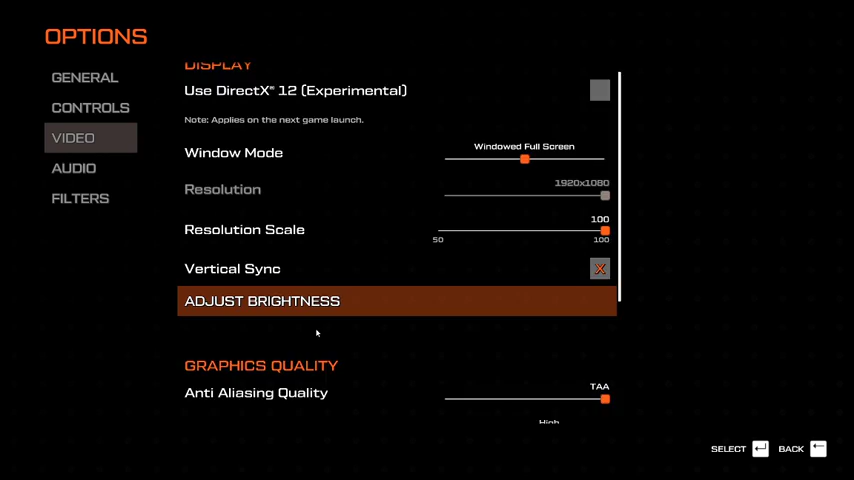 OPTIONS
GENERAL
CONTROLS
VIDEO
AUDIO
FILTERS
DISPLAY
Use DirectX® 12 (Experimental)
Note: Applies on the next game launch.
Window Mode
Windowed Full Screen
Resolution
1920x1080
Resolution Scale
100
50
100
Vertical Sync
X
ADJUST BRIGHTNESS
GRAPHICS QUALITY
Anti Aliasing Quality
TAA
High
SELECT
BACK